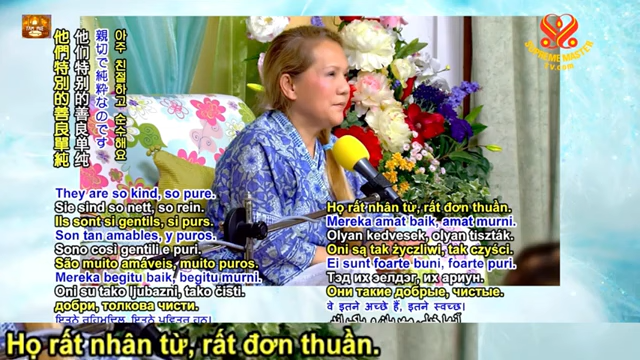 SUPREME MASTER
TV.com
아주 친절하고 순수해요
親切で純粋なのです
他们特别的善良单纯
他們特別的善良單純
They are so kind, so pure.
Sie sind so nett, so rein.
Ils sont si gentils, si purs.
Son tan amables, y puros.
Sono così gentili e puri.
São muito amáveis, muito puros.
Mereka begitu baik, begitu murni.
Oni su tako ljubazni, tako čisti.
добри, толкова чисти.
Họ rất nhân từ, rất đơn thuần.
Mereka amat baik, amat murni.
Olyan kedvesek, olyan tiszták.
Oni są tak życzliwi, tak czyści.
Ei sunt foarte buni, foarte puri.
Тэд их энэлдэг, их ариун.
Они такие добрые, чистые.
वे इतने अच्छे हैं, इतने स्वच्छ।
Họ rất nhân từ, rất đơn thuần.